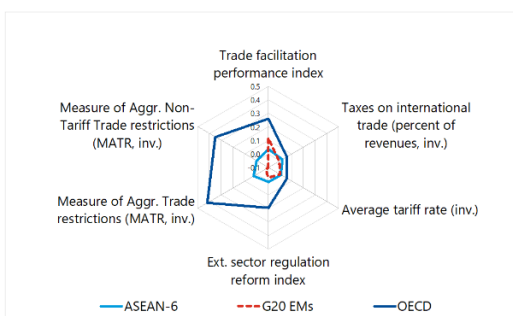 Trade facilitation
performance index
0.5
0.4
0.3
0.2
0.1
0.0
-0.1
Measure of Aggr. Non-
Tariff Trade restrictions
(MATR, inv.)
Taxes on international
trade (percent of
revenues, inv.)
Measure of Aggr. Trade
restrictions (MATR, inv.)
Average tariff rate (inv.)
Ext. sector regulation
reform index
ASEAN-6
G20 EMs
OECD